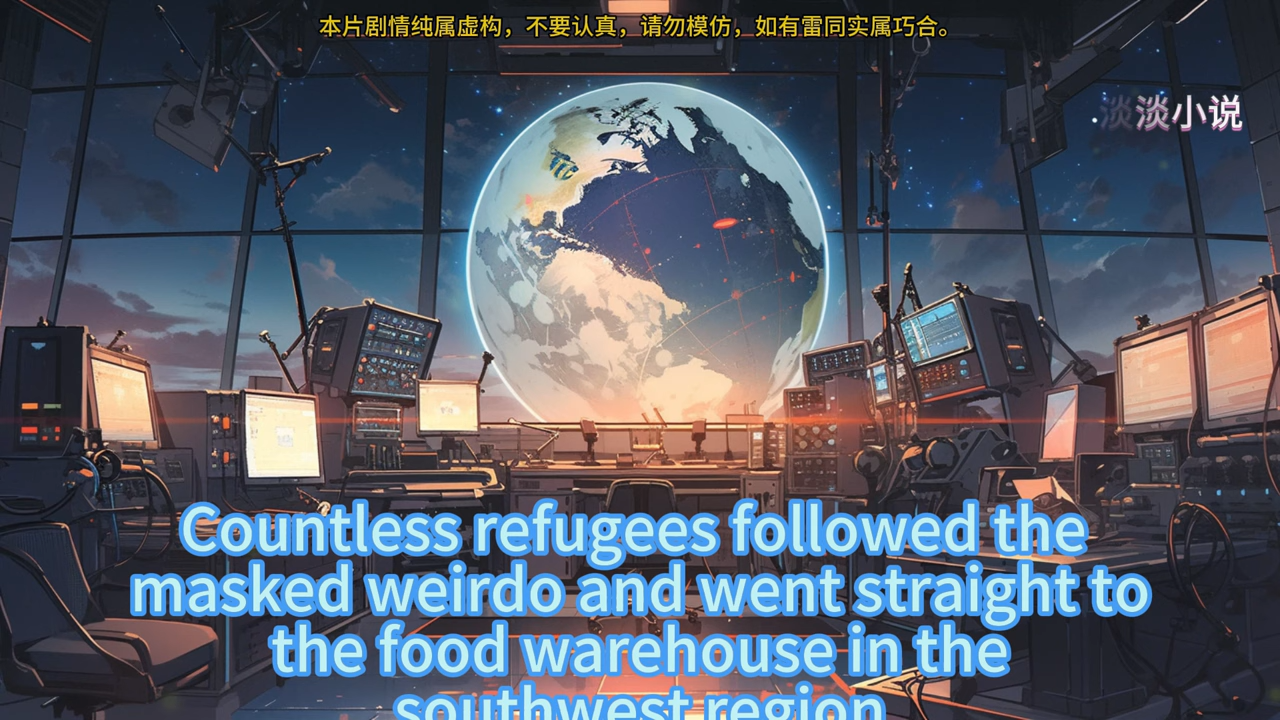 本片剧情纯属虚构，不要认真，请勿模仿，如有雷同实属巧合。
淡淡小说
Countless refugees followed the
masked weirdo and went straight to
the food warehouse in the
southwest region